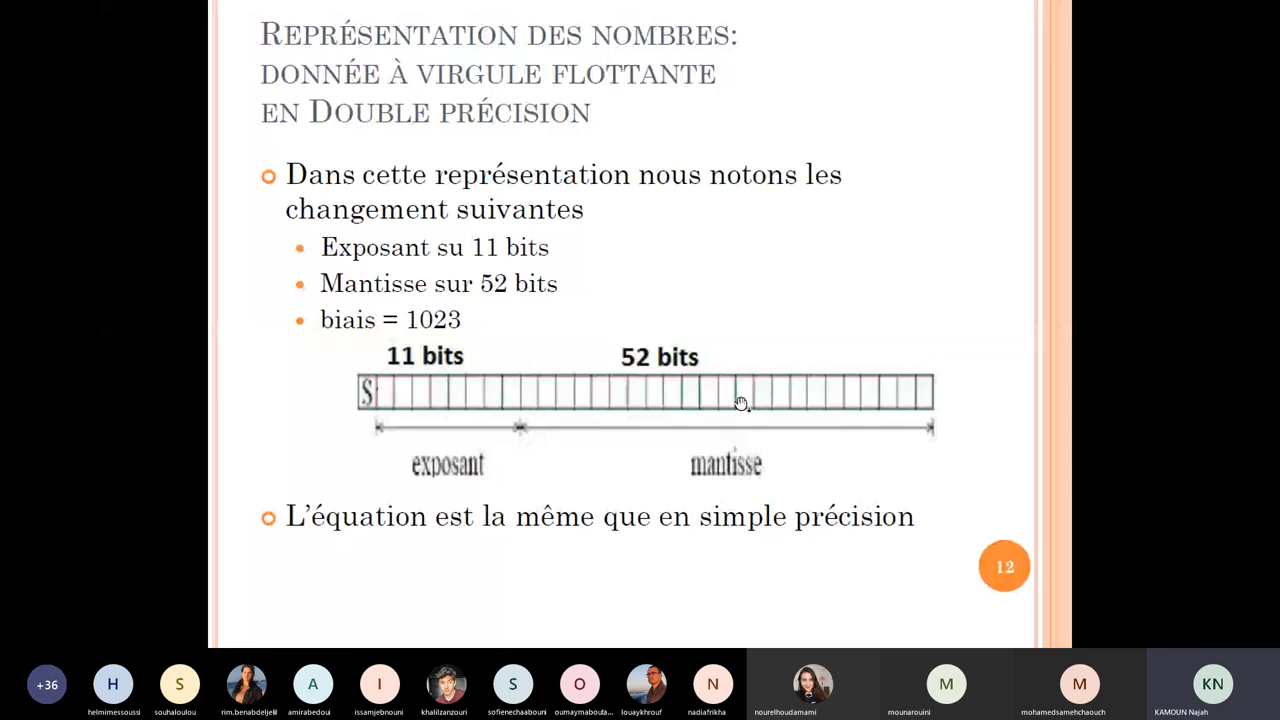 REPRÉSENTATION DES NOMBRES:
DONNÉE À VIRGULE FLOTTANTE
EN DOUBLE PRÉCISION
Dans cette représentation nous notons les
changement suivantes
Exposant su 11 bits
Mantisse sur 52 bits
biais = 1023
11 bits 52 bits
S
exposant mantisse
L'équation est la même que en simple précision
12
+36 H S A I S O N M M KN
helmimessoussi souhaloulou rim.benabdeljelil amirabedoui issamjebnouni khalilzanzouri sofienechaabouni oumaymabouta... louaykhrouf nadiafrikha nourelhoudamami mounarouini mohamedsamehchaouch KAMOUN Najah